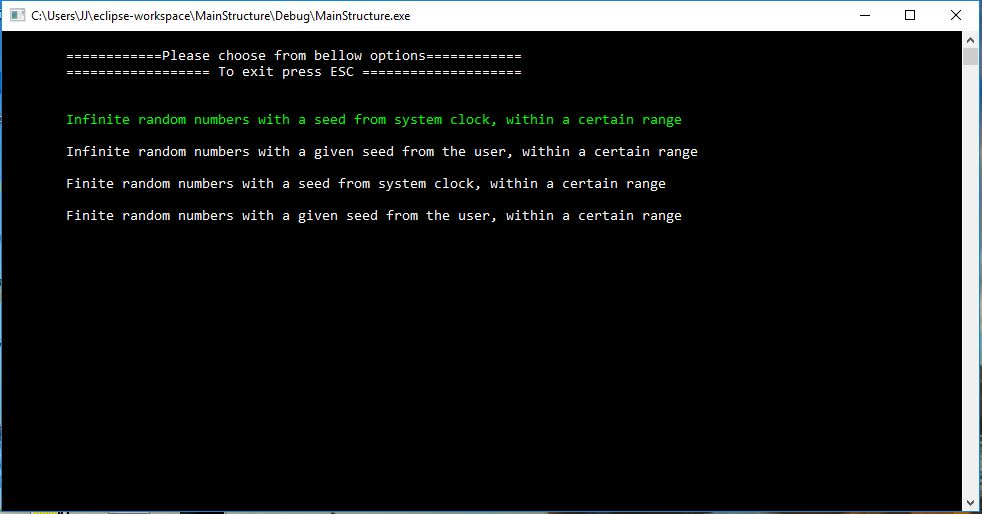 C:\Users\JJ\eclipse-workspace\MainStructure\Debug\MainStructure.exe
============Please choose from bellow options============
================== To exit press ESC ====================
Infinite random numbers with a seed from system clock, within a certain range
Infinite random numbers with a given seed from the user, within a certain range
Finite random numbers with a seed from system clock, within a certain range
Finite random numbers with a given seed from the user, within a certain range